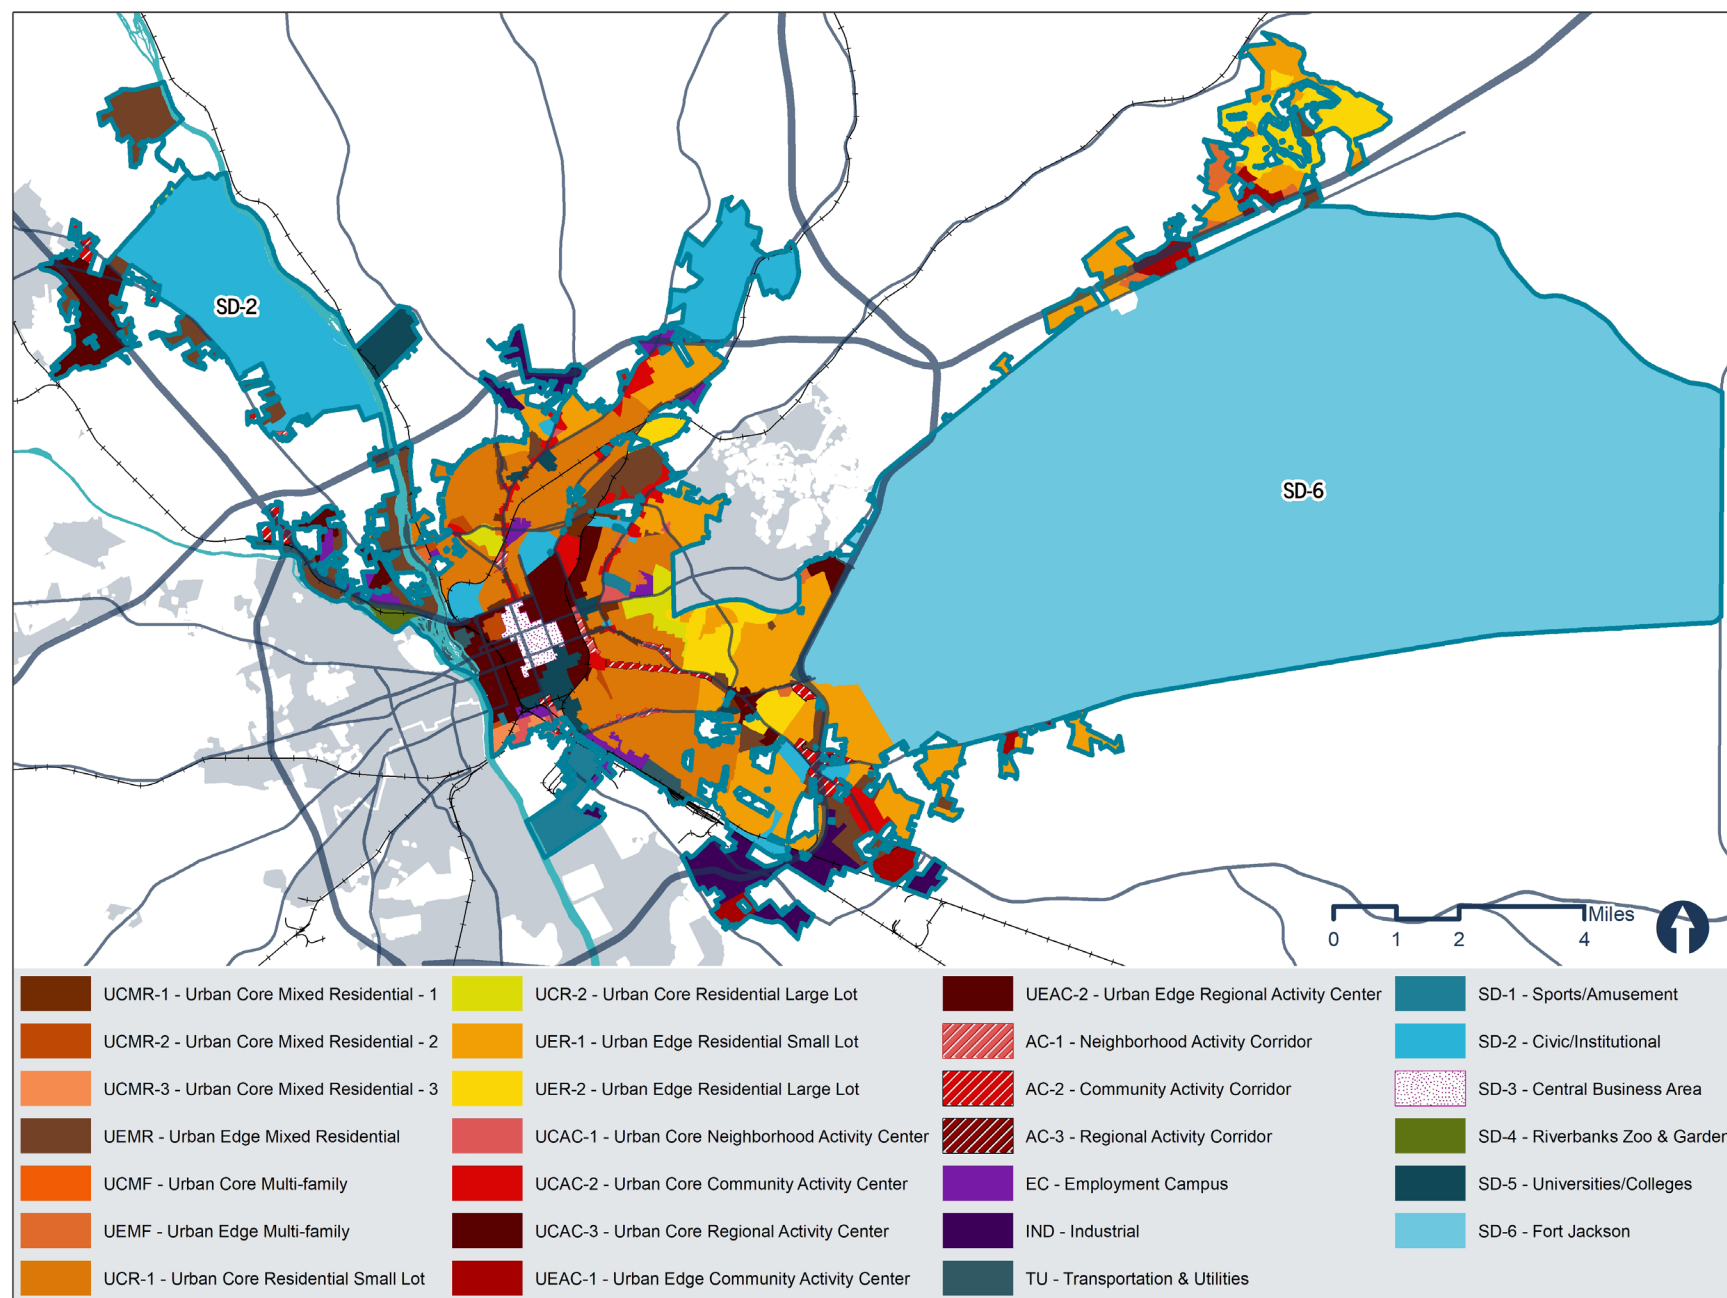 SD-2
SD-6
Miles
0 1 2 4
UCMR-1 - Urban Core Mixed Residential - 1
UCMR-2 - Urban Core Mixed Residential - 2
UCMR-3 - Urban Core Mixed Residential - 3
UEMR - Urban Edge Mixed Residential
UCMF - Urban Core Multi-family
UEMF - Urban Edge Multi-family
UCR-1 - Urban Core Residential Small Lot
UCR-2 - Urban Core Residential Large Lot
UER-1 - Urban Edge Residential Small Lot
UER-2 - Urban Edge Residential Large Lot
UCAC-1 - Urban Core Neighborhood Activity Center
UCAC-2 - Urban Core Community Activity Center
UCAC-3 - Urban Core Regional Activity Center
UEAC-1 - Urban Edge Community Activity Center
UEAC-2 - Urban Edge Regional Activity Center
AC-1 - Neighborhood Activity Corridor
AC-2 - Community Activity Corridor
AC-3 - Regional Activity Corridor
EC - Employment Campus
IND - Industrial
TU - Transportation & Utilities
SD-1 - Sports/Amusement
SD-2 - Civic/Institutional
SD-3 - Central Business Area
SD-4 - Riverbanks Zoo & Garden
SD-5 - Universities/Colleges
SD-6 - Fort Jackson